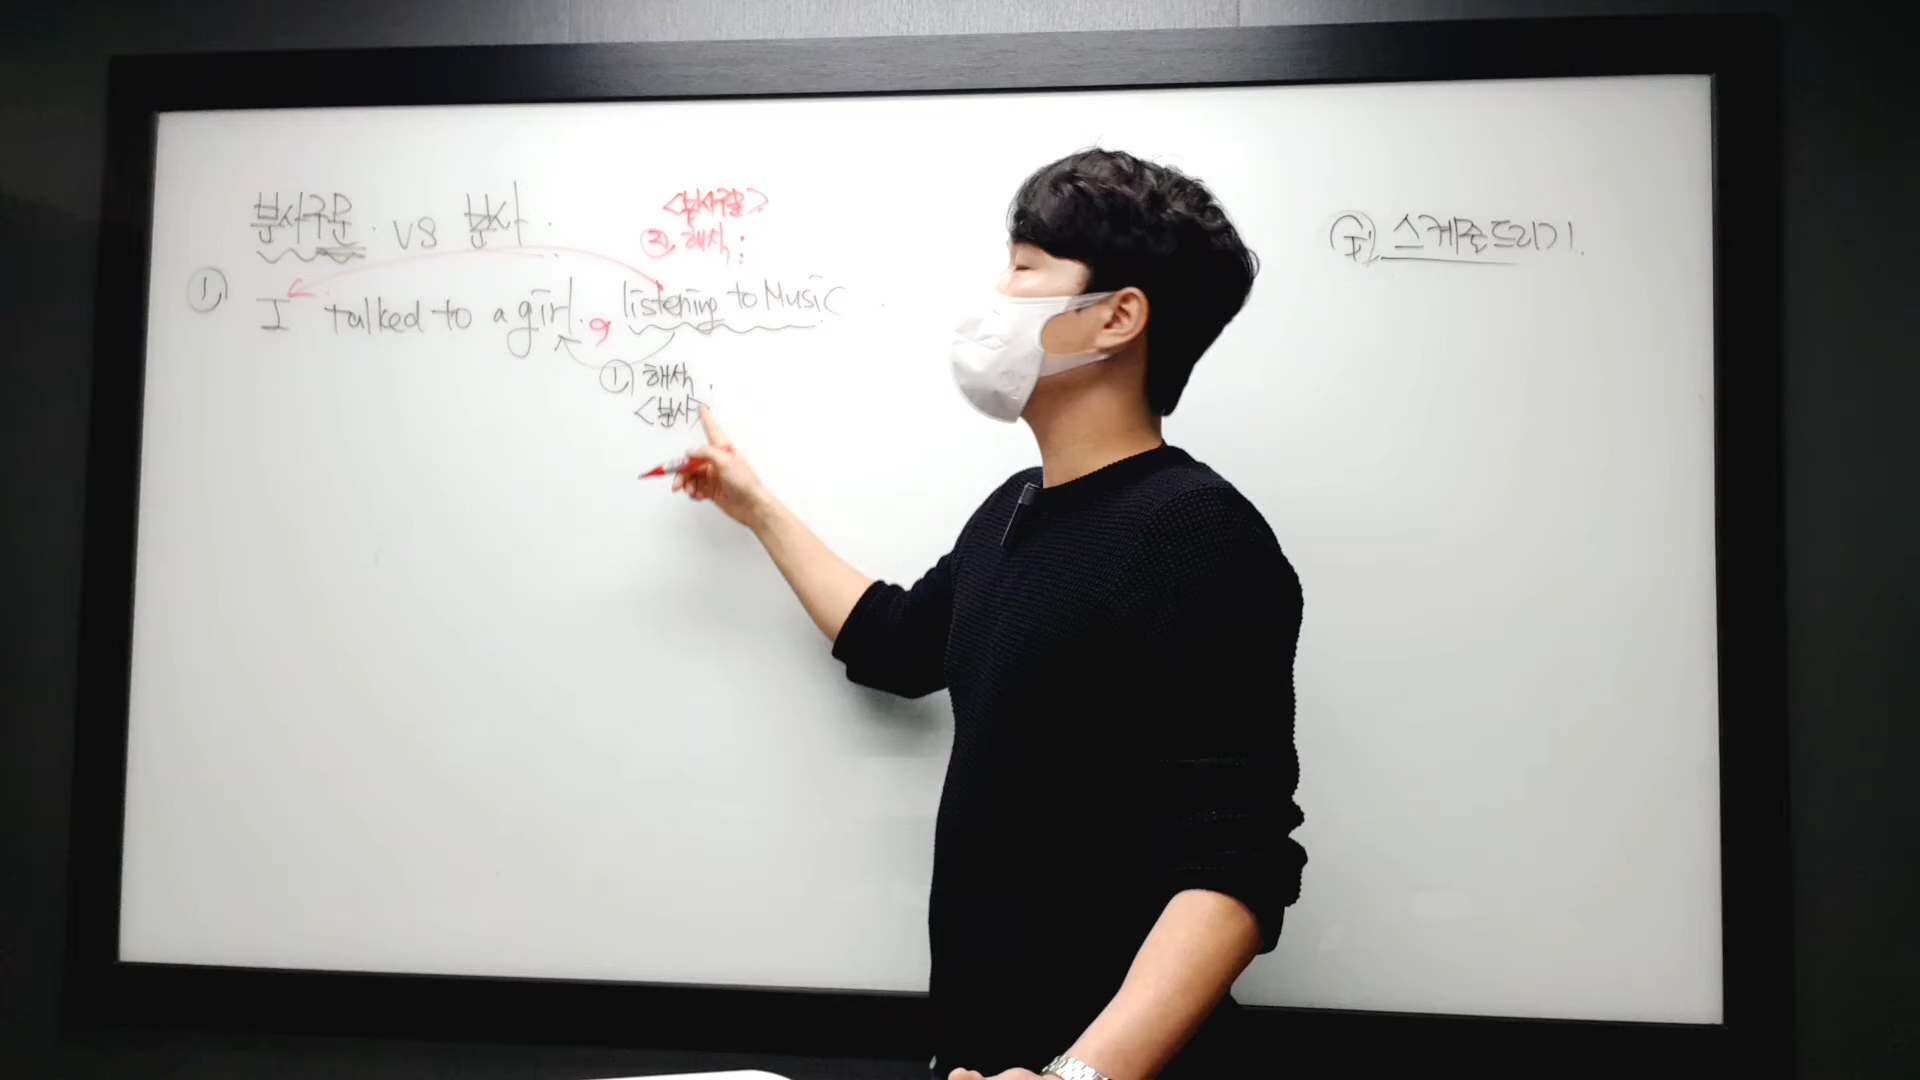 분사구문. vs 분사.
<분사구문>
② 해석:
① I talked to a girl. , listening to Music.
① 해석.
<분사>
스케줄드리기.